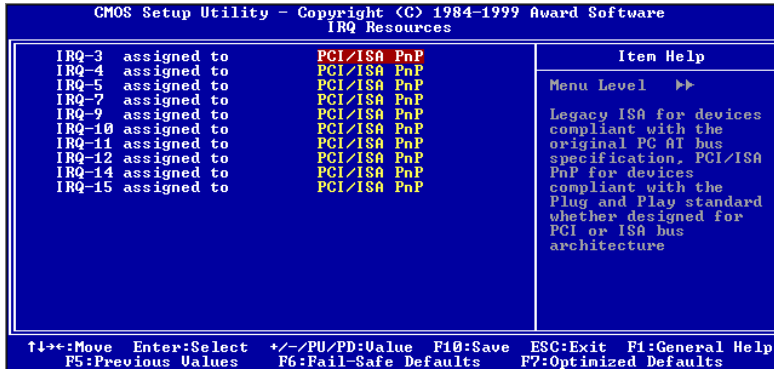 CMOS Setup Utility - Copyright (C) 1984-1999 Award Software
IRQ Resources
IRQ-3 assigned to PCI/ISA PnP
IRQ-4 assigned to PCI/ISA PnP
IRQ-5 assigned to PCI/ISA PnP
IRQ-7 assigned to PCI/ISA PnP
IRQ-9 assigned to PCI/ISA PnP
IRQ-10 assigned to PCI/ISA PnP
IRQ-11 assigned to PCI/ISA PnP
IRQ-12 assigned to PCI/ISA PnP
IRQ-14 assigned to PCI/ISA PnP
IRQ-15 assigned to PCI/ISA PnP
Item Help
Menu Level ►►
Legacy ISA for devices
compliant with the
original PC AT bus
specification, PCI/ISA
PnP for devices
compliant with the
Plug and Play standard
whether designed for
PCI or ISA bus
architecture
↑↓→←:Move Enter:Select +/-/PU/PD:Value F10:Save ESC:Exit F1:General Help
F5:Previous Values F6:Fail-Safe Defaults F7:Optimized Defaults